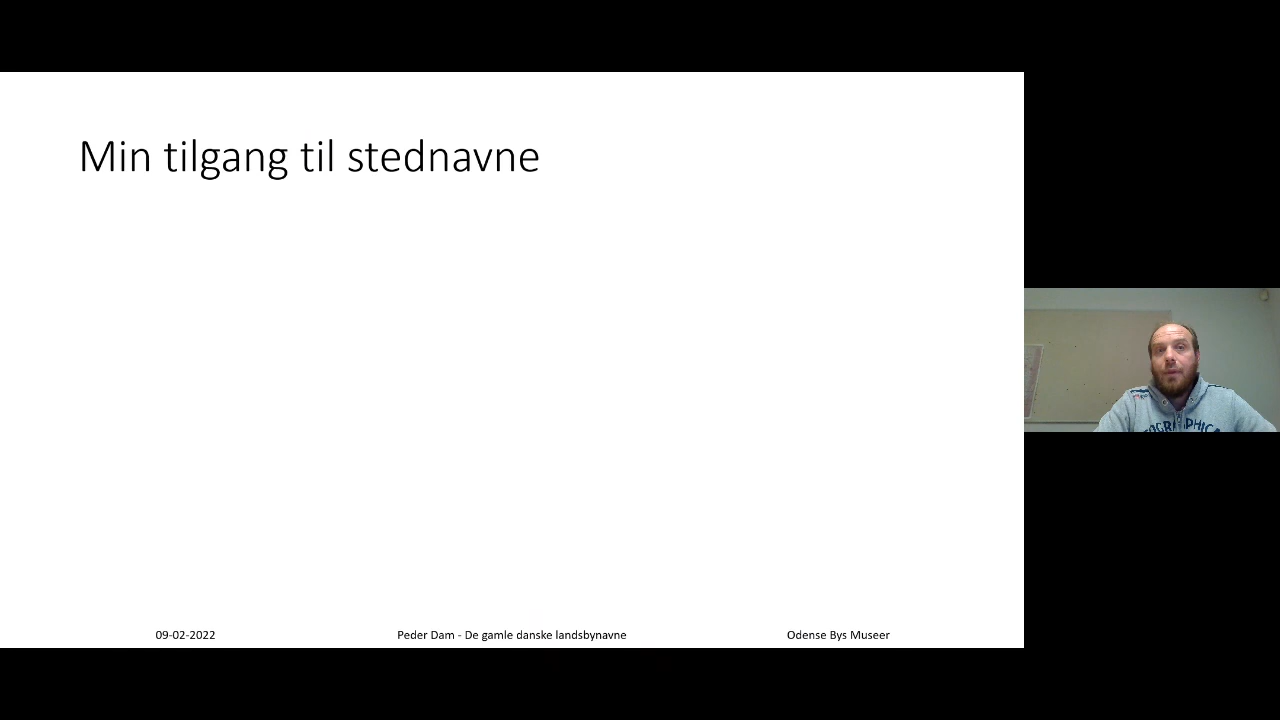 Min tilgang til stednavne
09-02-2022
Peder Dam - De gamle danske landsbynavne
Odense Bys Museer